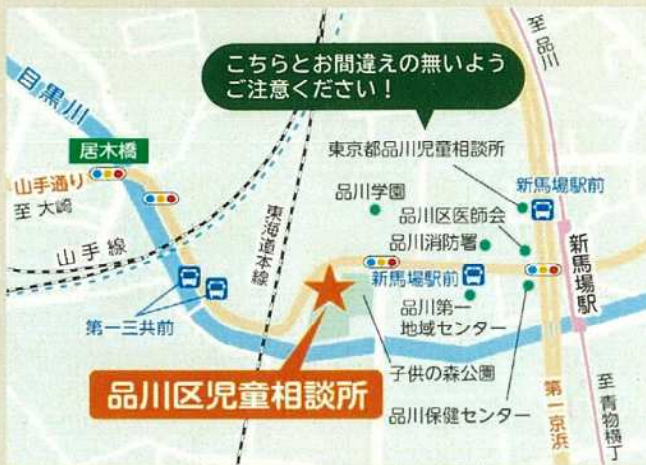 こちらとお間違えの無いよう
ご注意ください!
至 品川
目黒川
居木橋
山手通り
至 大崎
山手線
東海道本線
東京都品川児童相談所
品川学園
新馬場駅前
品川区医師会
品川消防署
新馬場駅
新馬場駅前
第一三共前
品川第一
地域センター
子供の森公園
品川区児童相談所
品川保健センター
第一京浜
至 青物横丁